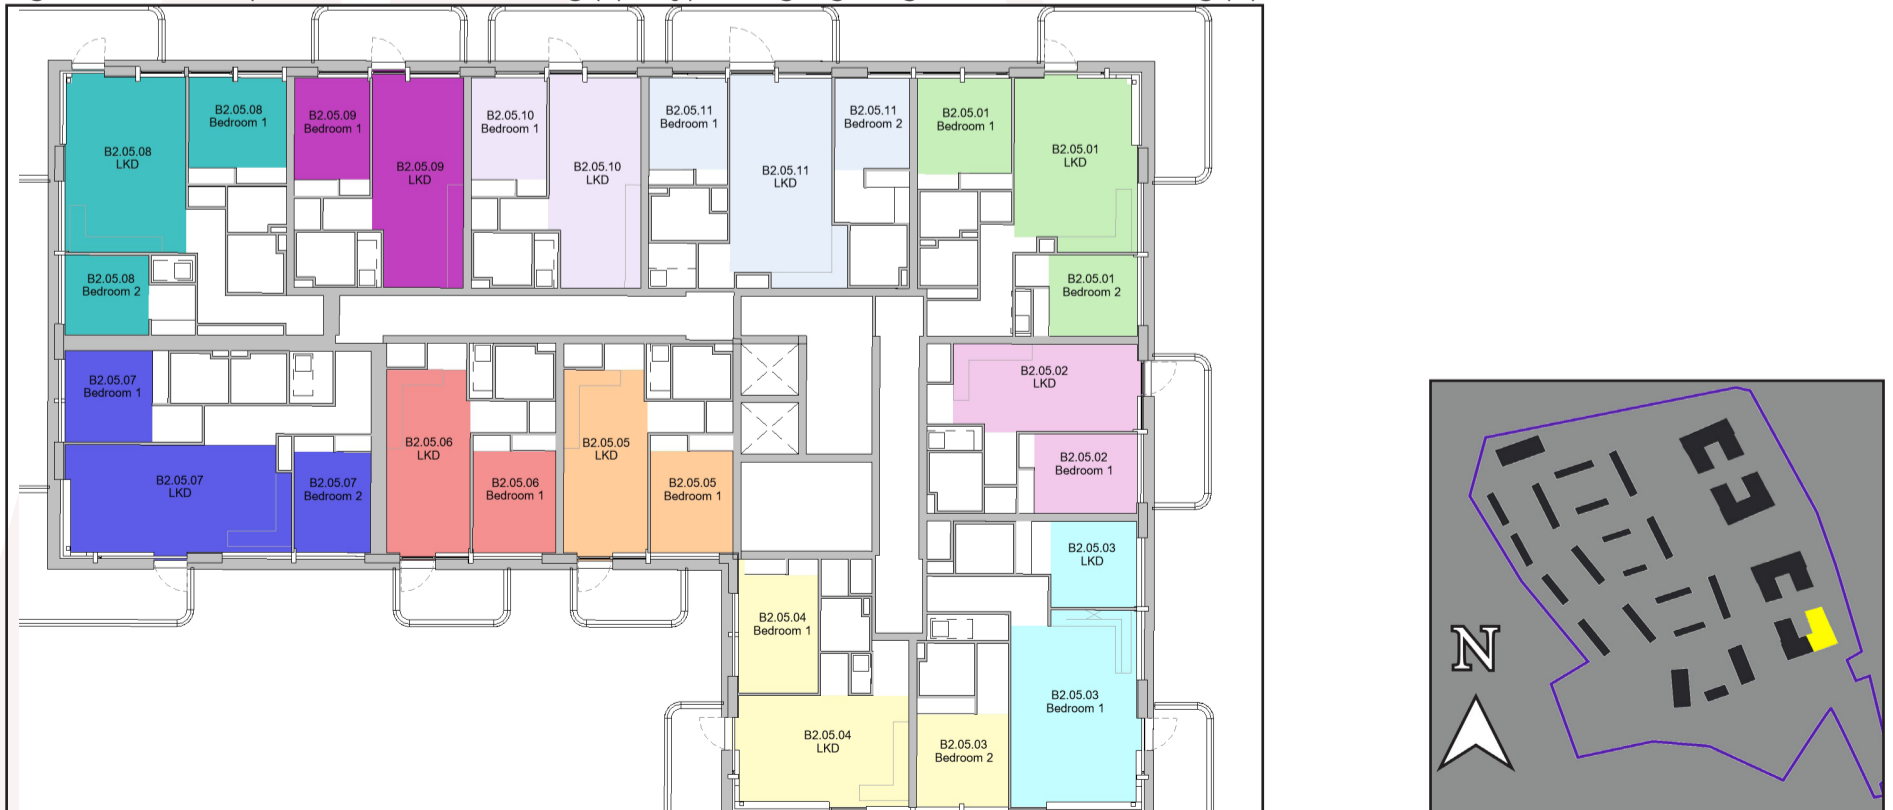 B2.05.08
LKD
B2.05.08
Bedroom 1
B2.05.09
Bedroom 1
B2.05.09
LKD
B2.05.10
Bedroom 1
B2.05.10
LKD
B2.05.11
Bedroom 1
B2.05.11
LKD
B2.05.11
Bedroom 2
B2.05.01
Bedroom 1
B2.05.01
LKD
B2.05.08
Bedroom 2
B2.05.01
Bedroom 2
B2.05.07
Bedroom 1
B2.05.02
LKD
B2.05.06
LKD
B2.05.05
LKD
B2.05.02
Bedroom 1
B2.05.07
LKD
B2.05.07
Bedroom 2
B2.05.06
Bedroom 1
B2.05.05
Bedroom 1
B2.05.03
LKD
B2.05.04
Bedroom 1
B2.05.03
Bedroom 1
B2.05.04
LKD
B2.05.03
Bedroom 2
N